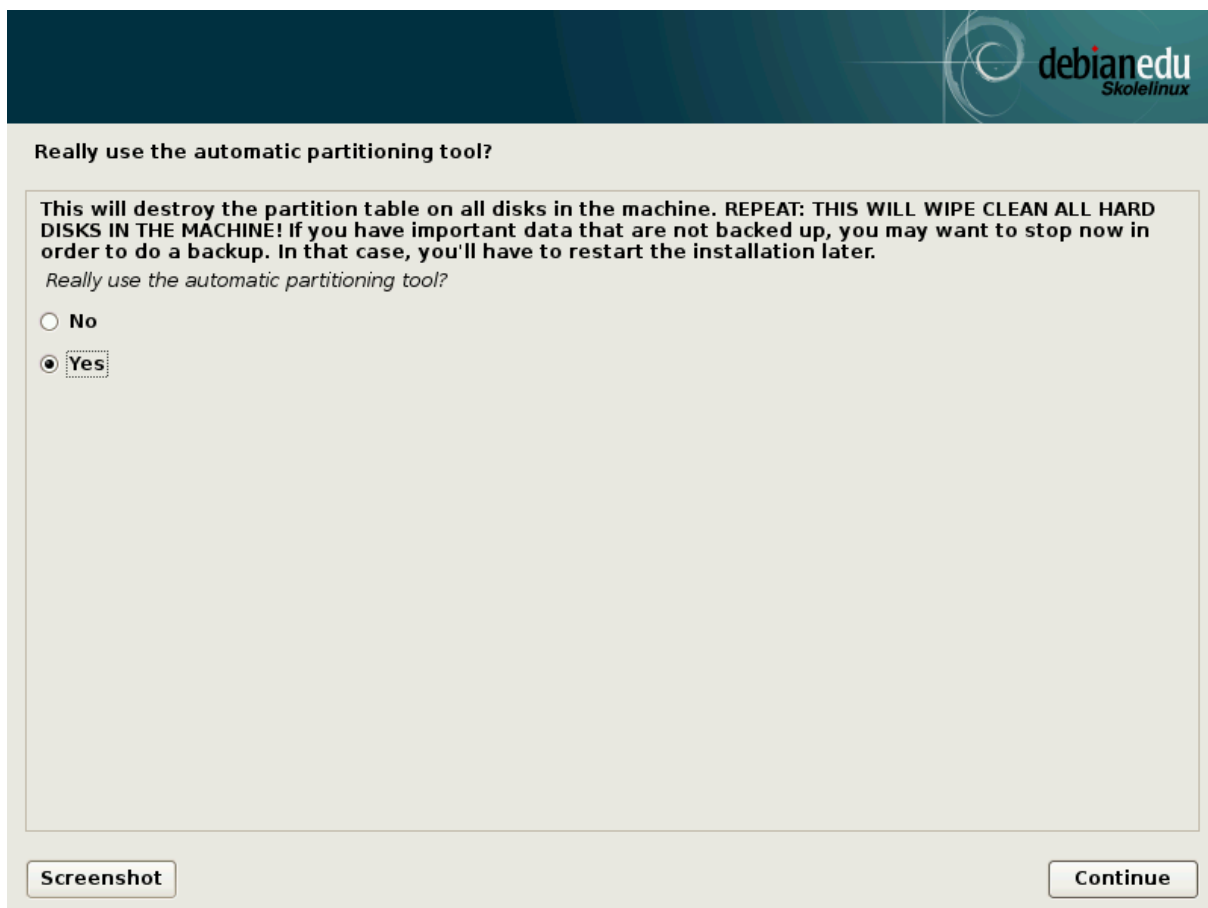 debianedu
Skolelinux
Really use the automatic partitioning tool?
This will destroy the partition table on all disks in the machine. REPEAT: THIS WILL WIPE CLEAN ALL HARD
DISKS IN THE MACHINE! If you have important data that are not backed up, you may want to stop now in
order to do a backup. In that case, you'll have to restart the installation later.
Really use the automatic partitioning tool?
No
Yes
Screenshot
Continue